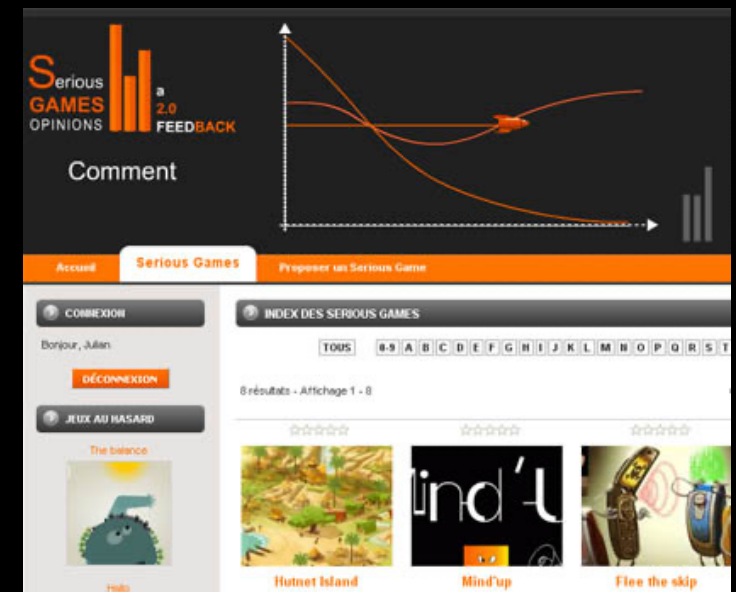 Serious
GAMES
OPINIONS
a
2.0
FEEDBACK
Comment
Accueil Serious Games Proposer un Serious Game
CONNEXION
Bonjour, Julian
DÉCONNEXION
JEUX AU HASARD
The balance
Hello
INDEX DES SERIOUS GAMES
TOUS 0-9 A B C D E F G H I J K L M N O P Q R S T
8 résultats - Affichage 1 - 8
Mind'U
Hutnet Island Mind'up Flee the skip